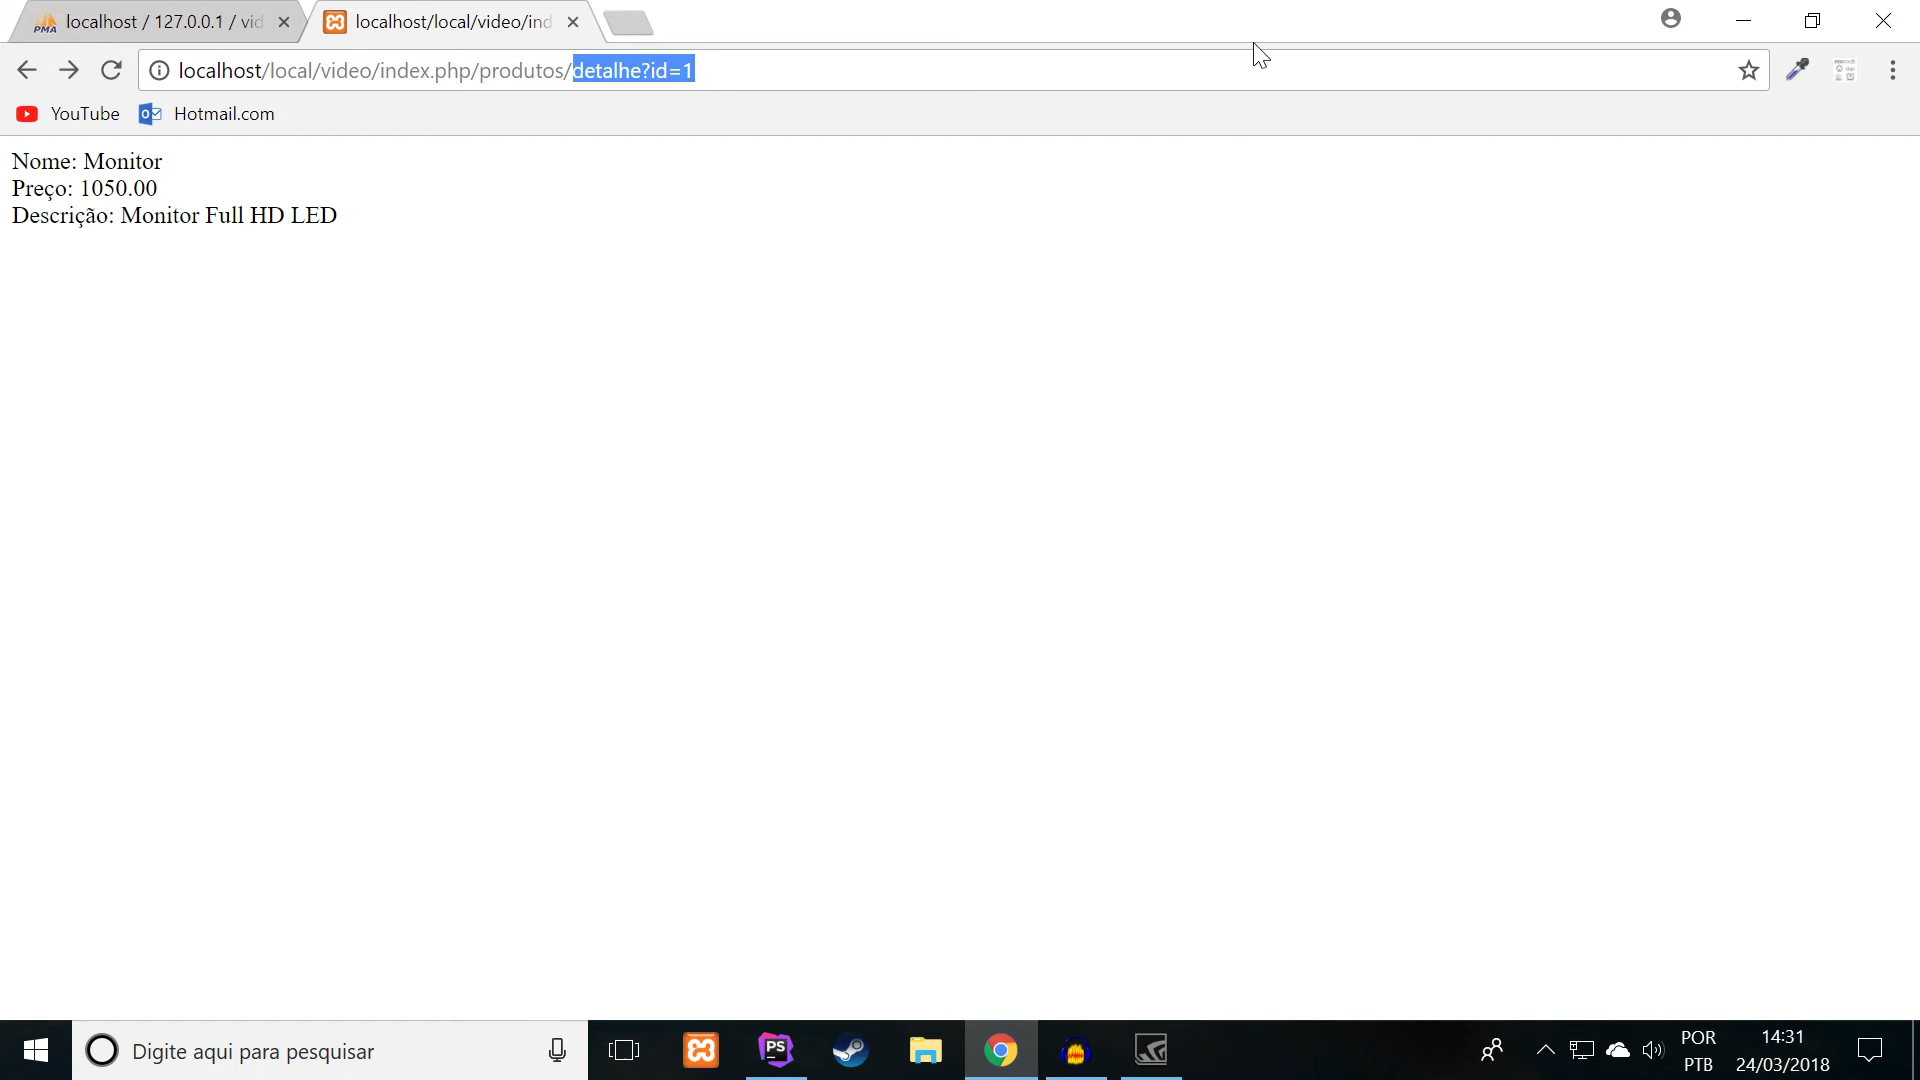 localhost / 127.0.0.1 / vid
localhost/local/video/ind
localhost/local/video/index.php/produtos/detalhe?id=1
YouTube
Hotmail.com
Nome: Monitor
Preço: 1050.00
Descrição: Monitor Full HD LED
Digite aqui para pesquisar
PS
POR
PTB
14:31
24/03/2018